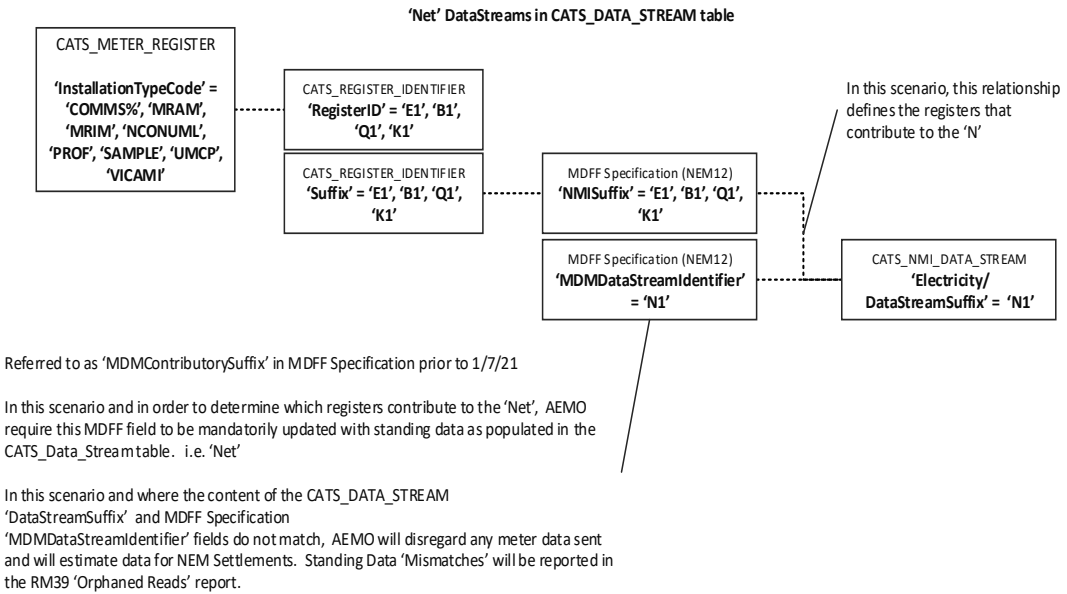 ‘Net’ DataStreams in CATS_DATA_STREAM table
CATS_METER_REGISTER
‘InstallationTypeCode’ =
‘COMMS%’, ‘MRAM’,
‘MRIM’, ‘NCONUML’,
‘PROF’, ‘SAMPLE’, ‘UMCP’,
‘VICAMI’
CATS_REGISTER_IDENTIFIER
‘RegisterID’ = ‘E1’, ‘B1’,
‘Q1’, ‘K1’
CATS_REGISTER_IDENTIFIER
‘Suffix’ = ‘E1’, ‘B1’, ‘Q1’,
‘K1’
MDFF Specification (NEM12)
‘NMISuffix’ = ‘E1’, ‘B1’, ‘Q1’,
‘K1’
MDFF Specification (NEM12)
‘MDMDataStreamIdentifier’
= ‘N1’
In this scenario, this relationship
defines the registers that
contribute to the ‘N’
CATS_NMI_DATA_STREAM
‘Electricity/
DataStreamSuffix’ = ‘N1’
Referred to as ‘MDMContributorySuffix’ in MDFF Specification prior to 1/7/21
In this scenario and in order to determine which registers contribute to the ‘Net’, AEMO
require this MDFF field to be mandatorily updated with standing data as populated in the
CATS_Data_Stream table. i.e. ‘Net’
In this scenario and where the content of the CATS_DATA_STREAM
‘DataStreamSuffix’ and MDFF Specification
‘MDMDataStreamIdentifier’ fields do not match, AEMO will disregard any meter data sent
and will estimate data for NEM Settlements. Standing Data ‘Mismatches’ will be reported in
the RM39 ‘Orphaned Reads’ report.